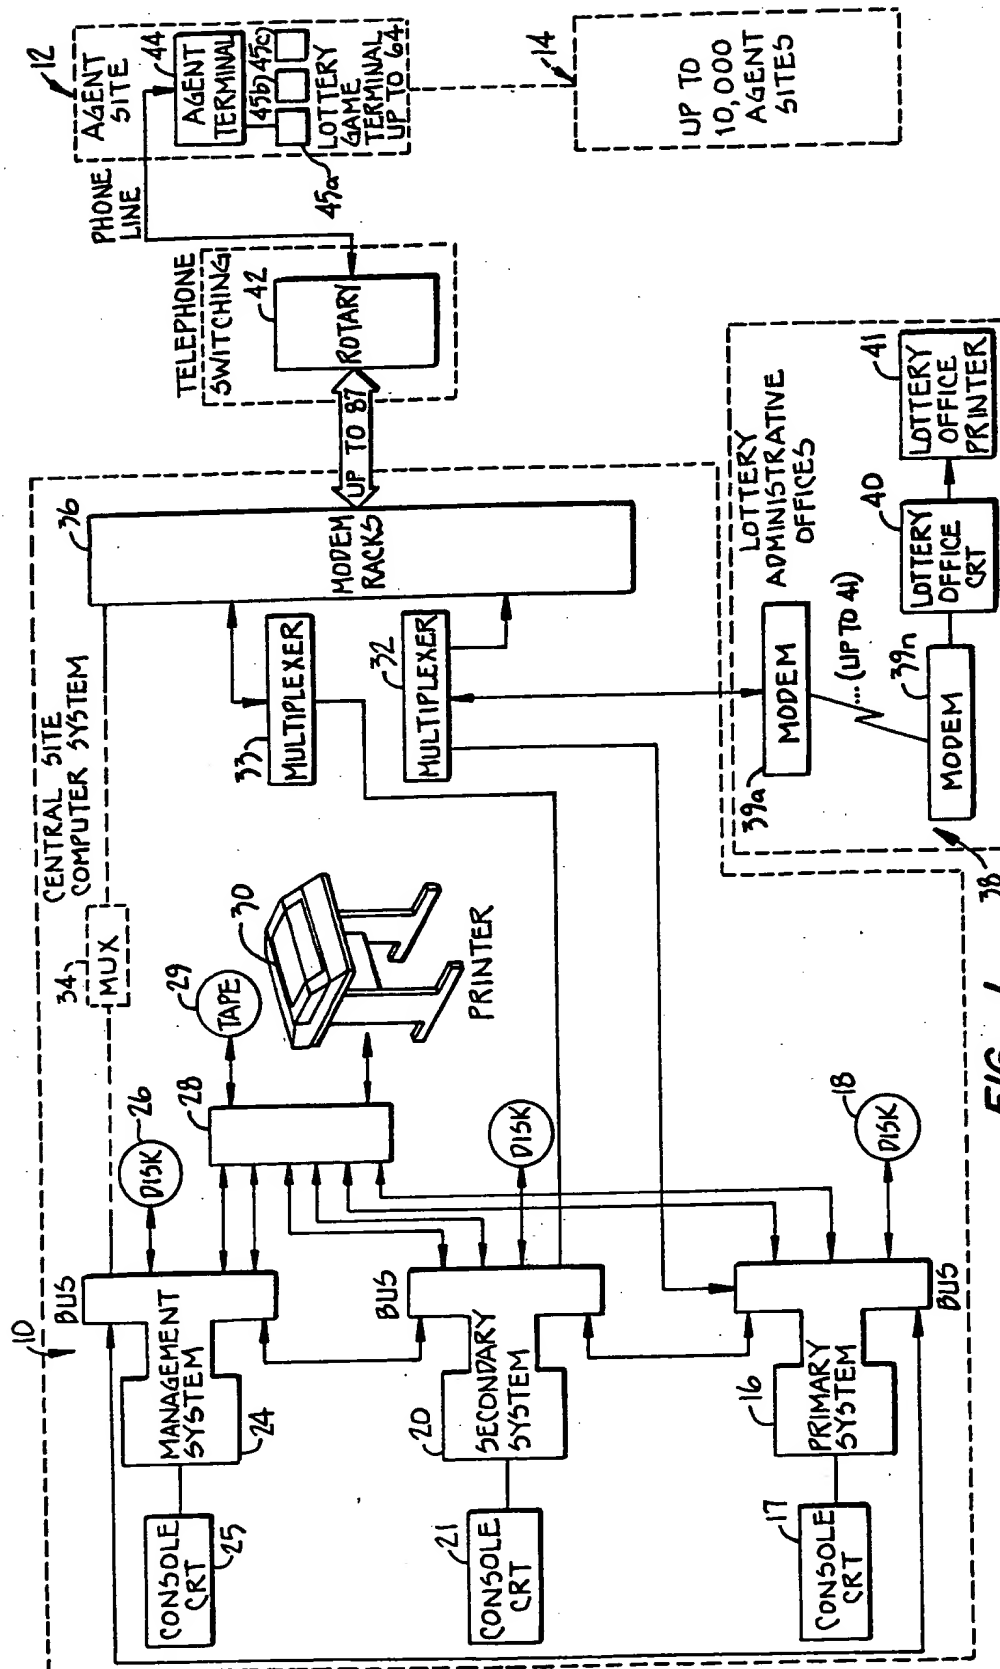 10
CENTRAL SITE
COMPUTER SYSTEM
34
MUX
36
MODEM
RACKS
BUS
MANAGEMENT
SYSTEM
24
CONSOLE
CRT
25
DISK
26
28
TAPE
29
30
PRINTER
33
MULTIPLEXER
32
MULTIPLEXER
BUS
SECONDARY
SYSTEM
20
CONSOLE
CRT
21
DISK
BUS
PRIMARY
SYSTEM
16
CONSOLE
CRT
17
DISK
18
UP TO 87
TELEPHONE
SWITCHING
42
ROTARY
PHONE
LINE
12
AGENT
SITE
44
AGENT
TERMINAL
45b
45c
45a
LOTTERY
GAME
TERMINAL
UP TO 64
14
UP TO
10,000
AGENT
SITES
LOTTERY
ADMINISTRATIVE
OFFICES
39a
MODEM
...(UP TO 41)
39n
MODEM
40
LOTTERY
OFFICE
CRT
41
LOTTERY
OFFICE
PRINTER
38
FIG. 1